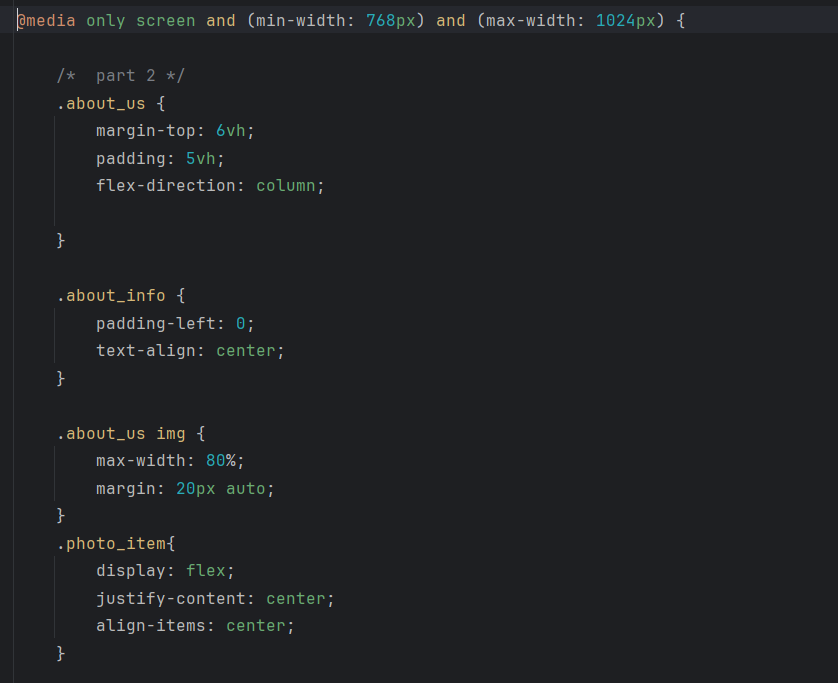 @media only screen and (min-width: 768px) and (max-width: 1024px) {
/*  part 2 */
.about_us {
margin-top: 6vh;
padding: 5vh;
flex-direction: column;
}
.about_info {
padding-left: 0;
text-align: center;
}
.about_us img {
max-width: 80%;
margin: 20px auto;
}
.photo_item{
display: flex;
justify-content: center;
align-items: center;
}